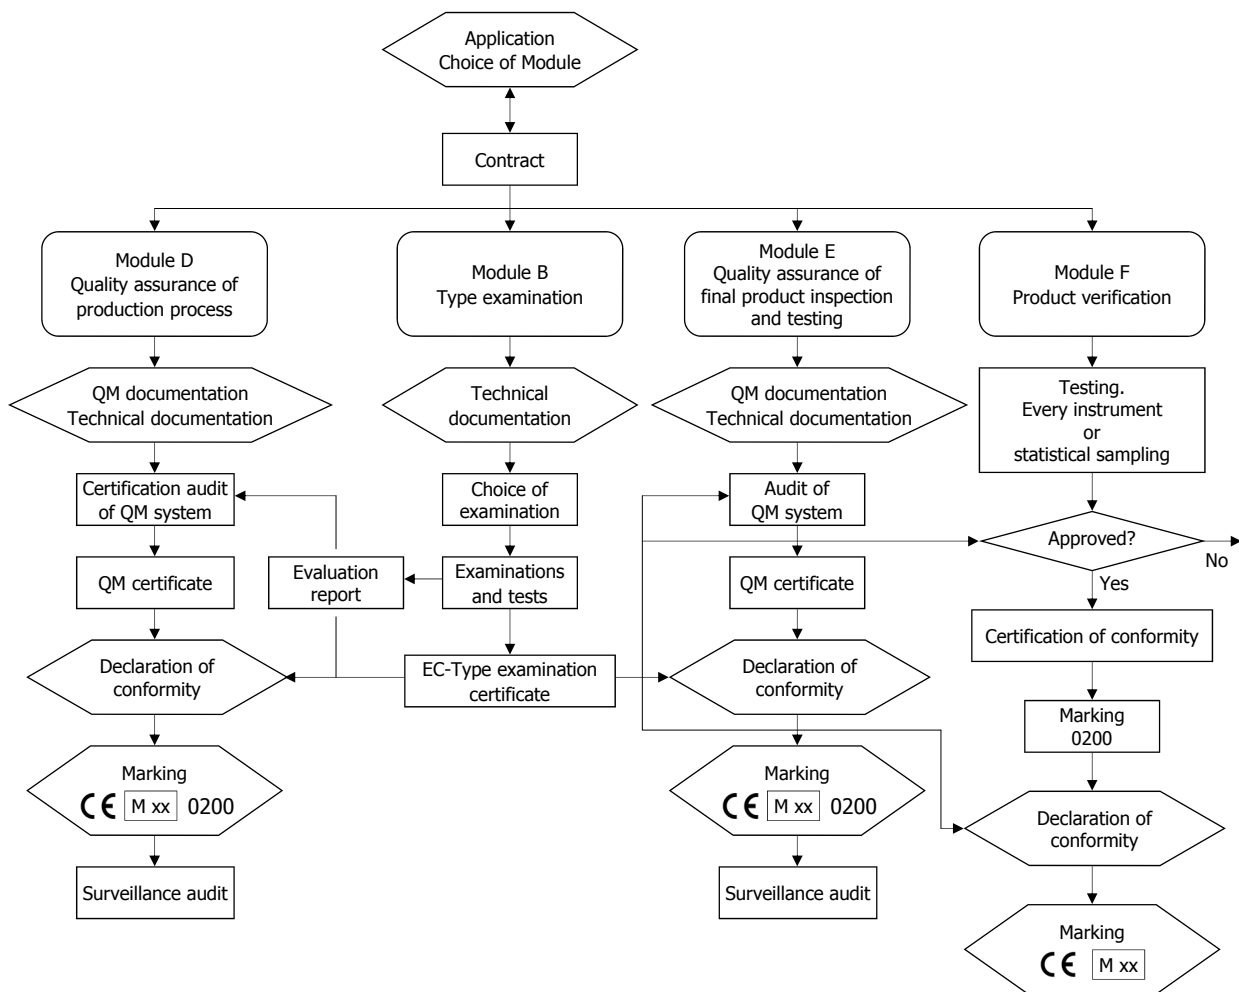 Application
Choice of Module
Contract
Module D
Quality assurance of
production process
Module B
Type examination
Module E
Quality assurance of
final product inspection
and testing
Module F
Product verification
QM documentation
Technical documentation
Technical
documentation
QM documentation
Technical documentation
Testing.
Every instrument
or
statistical sampling
Certification audit
of QM system
Choice of
examination
Audit of
QM system
Approved?
No
Yes
QM certificate
Evaluation
report
Examinations
and tests
QM certificate
Certification of conformity
Declaration of
conformity
EC-Type examination
certificate
Declaration of
conformity
Marking
0200
Marking
CE M xx 0200
Marking
CE M xx 0200
Declaration of
conformity
Surveillance audit
Surveillance audit
Marking
CE M xx